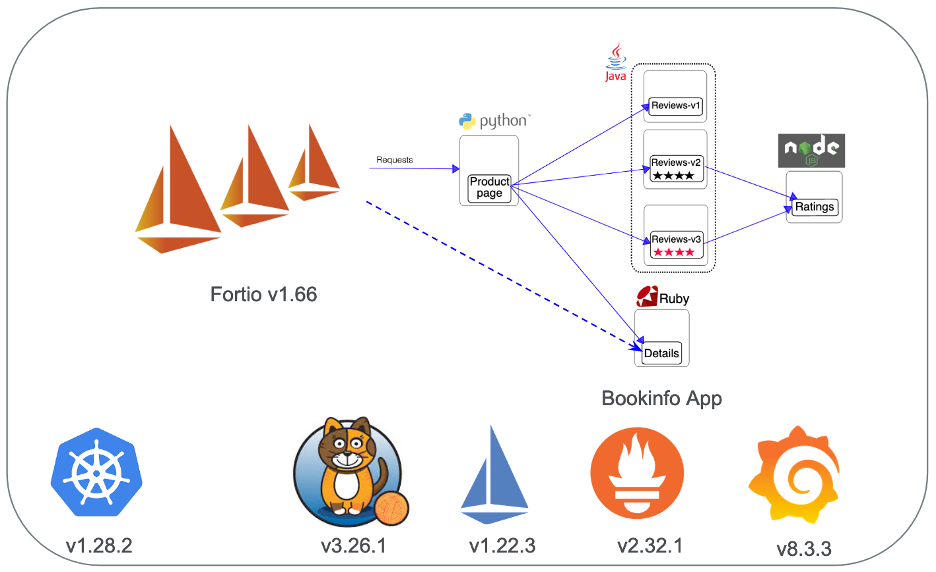 Java
python™
Reviews-v1
node
JS
Requests
Reviews-v2
Product
page
Ratings
Reviews-v3
Fortio v1.66
Ruby
Details
Bookinfo App
v1.28.2
v3.26.1
v1.22.3
v2.32.1
v8.3.3